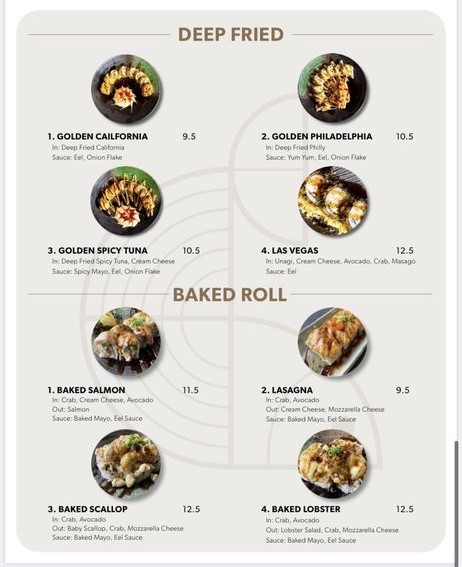 DEEP FRIED
1. GOLDEN CAILFORNIA 9.5
In: Deep Fried California
Sauce: Eel, Onion Flake
2. GOLDEN PHILADELPHIA 10.5
In: Deep Fried Philly
Sauce: Yum Yum, Eel, Onion Flake
3. GOLDEN SPICY TUNA 10.5
In: Deep Fried Spicy Tuna, Cream Cheese
Sauce: Spicy Mayo, Eel, Onion Flake
4. LAS VEGAS 12.5
In: Unagi, Cream Cheese, Avocado, Crab, Masago
Sauce: Eel
BAKED ROLL
1. BAKED SALMON 11.5
In: Crab, Cream Cheese, Avocado
Out: Salmon
Sauce: Baked Mayo, Eel Sauce
2. LASAGNA 9.5
In: Crab, Avocado
Out: Cream Cheese, Mozzarella Cheese
Sauce: Baked Mayo, Eel Sauce
3. BAKED SCALLOP 12.5
In: Crab, Avocado
Out: Baby Scallop, Crab, Mozzarella Cheese
Sauce: Baked Mayo, Eel Sauce
4. BAKED LOBSTER 12.5
In: Crab, Avocado
Out: Lobster Salad, Crab, Mozzarella Cheese
Sauce: Baked Mayo, Eel Sauce